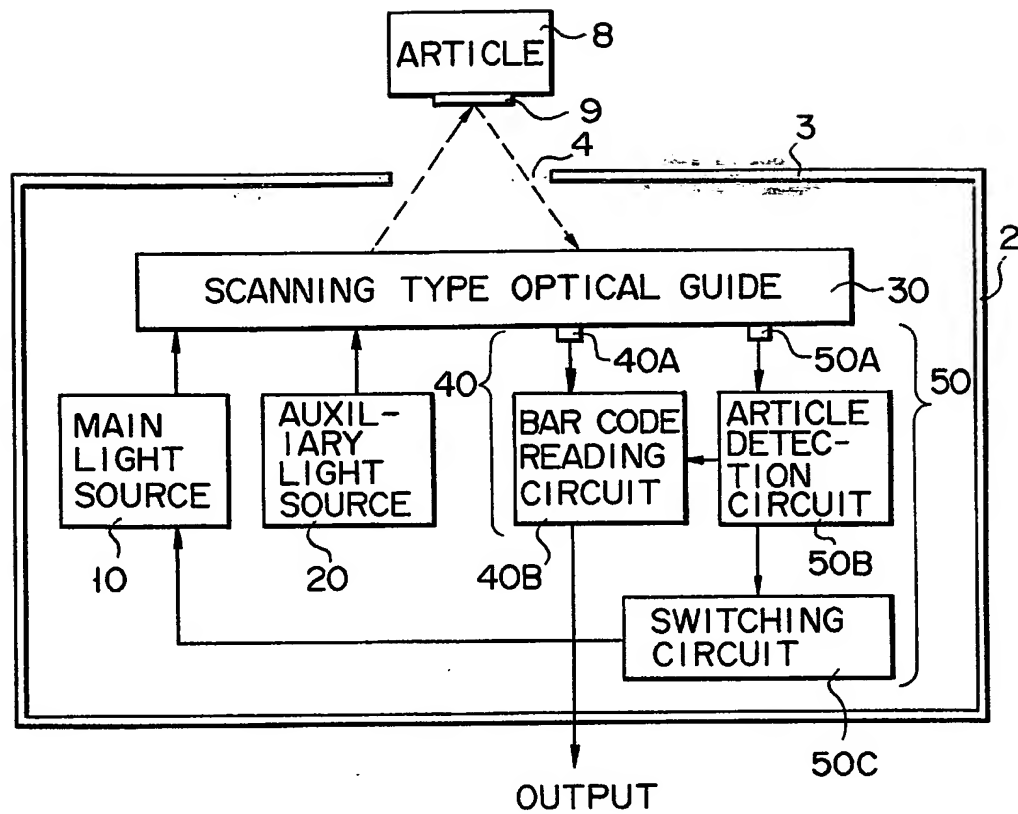 ARTICLE
8
9
4
3
2
SCANNING TYPE OPTICAL GUIDE
30
40
40A
50A
50
MAIN
LIGHT
SOURCE
10
AUXIL-
IARY
LIGHT
SOURCE
20
BAR CODE
READING
CIRCUIT
40B
ARTICLE
DETEC-
TION
CIRCUIT
50B
SWITCHING
CIRCUIT
50C
OUTPUT